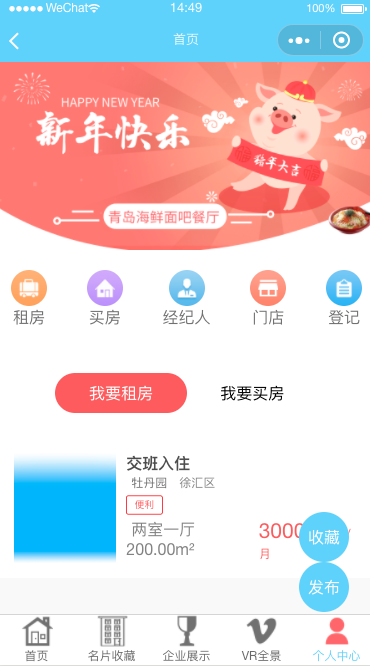 WeChat 14:49 100%
首页
HAPPY NEW YEAR
新年快乐
猪年大吉
青岛海鲜面吧餐厅
租房 买房 经纪人 门店 登记
我要租房 我要买房
交班入住
牡丹园 徐汇区
便利
两室一厅 3000
200.00m² 月
收藏
发布
首页 名片收藏 企业展示 VR全景 个人中心